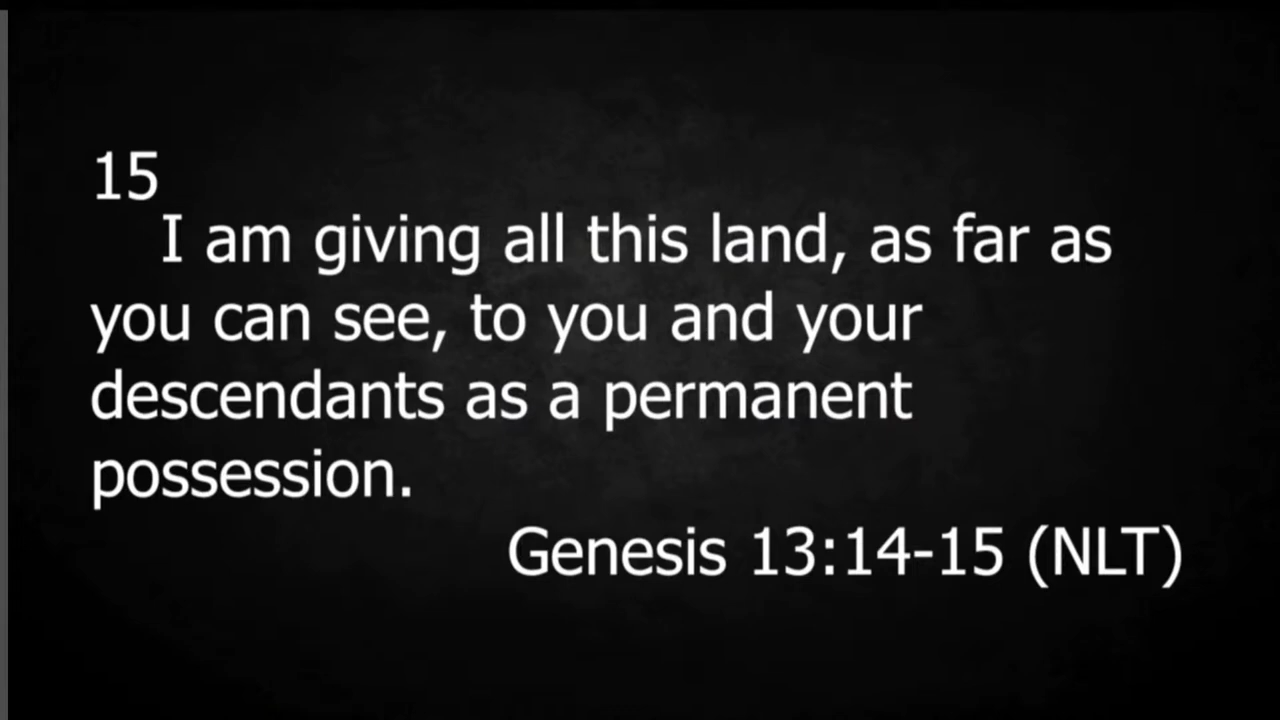 15
I am giving all this land, as far as
you can see, to you and your
descendants as a permanent
possession.
Genesis 13:14-15 (NLT)